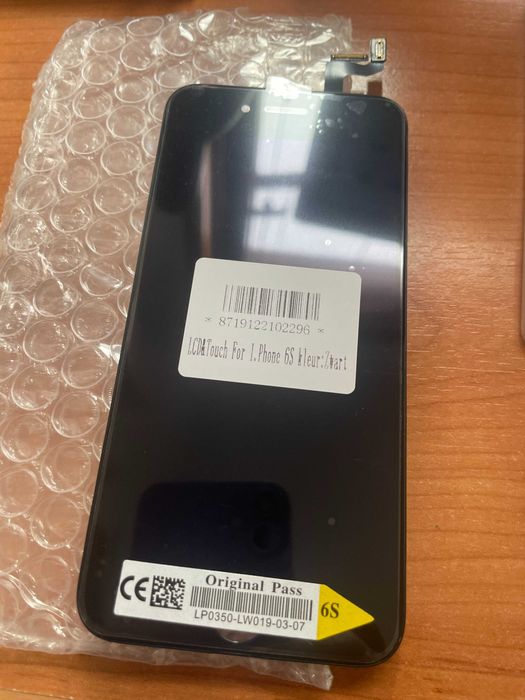 * 8719122102296 *
LCD&Touch For I.Phone 6S kleur:Zwart
CE
Original Pass
LP0350-LW019-03-07
6S